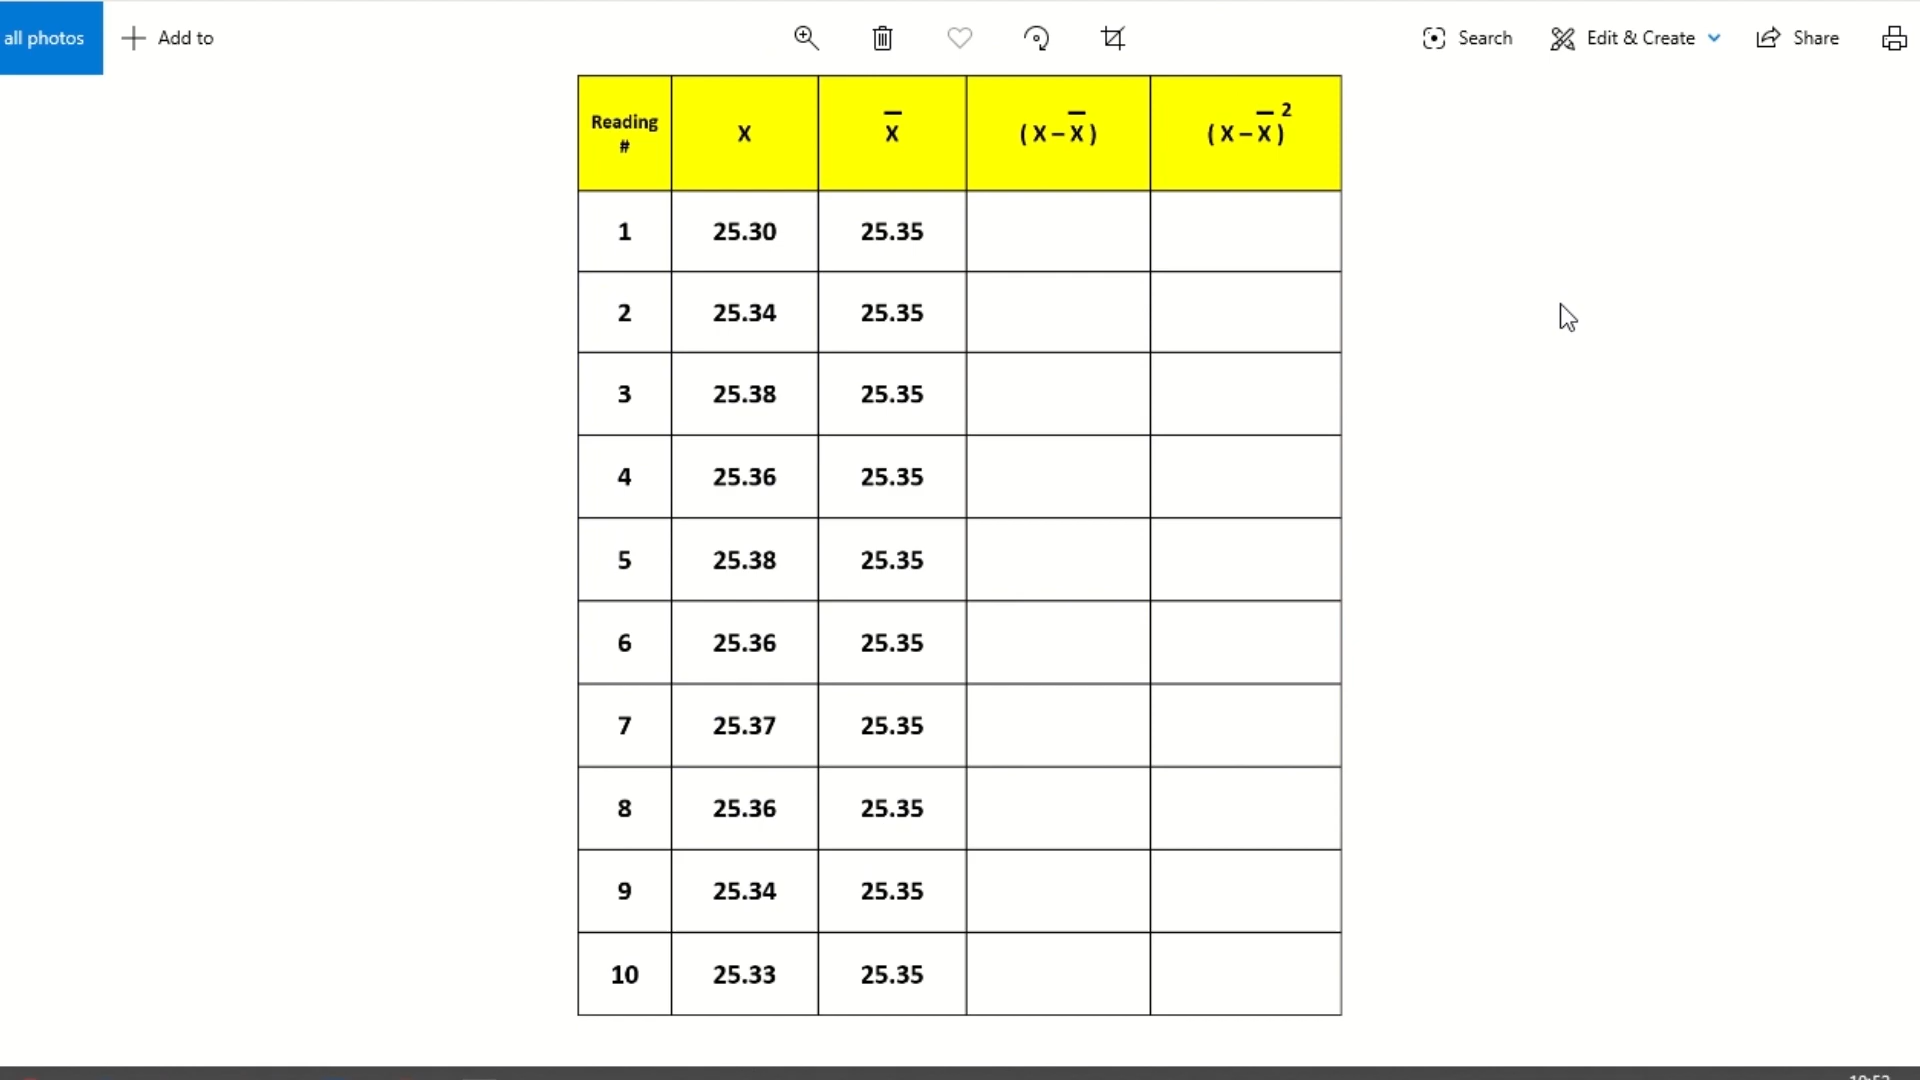 all photos
Add to
Search
Edit & Create
Share
Reading # X X̅ ( X – X̅ ) ( X – X̅ )²
1 25.30 25.35
2 25.34 25.35
3 25.38 25.35
4 25.36 25.35
5 25.38 25.35
6 25.36 25.35
7 25.37 25.35
8 25.36 25.35
9 25.34 25.35
10 25.33 25.35